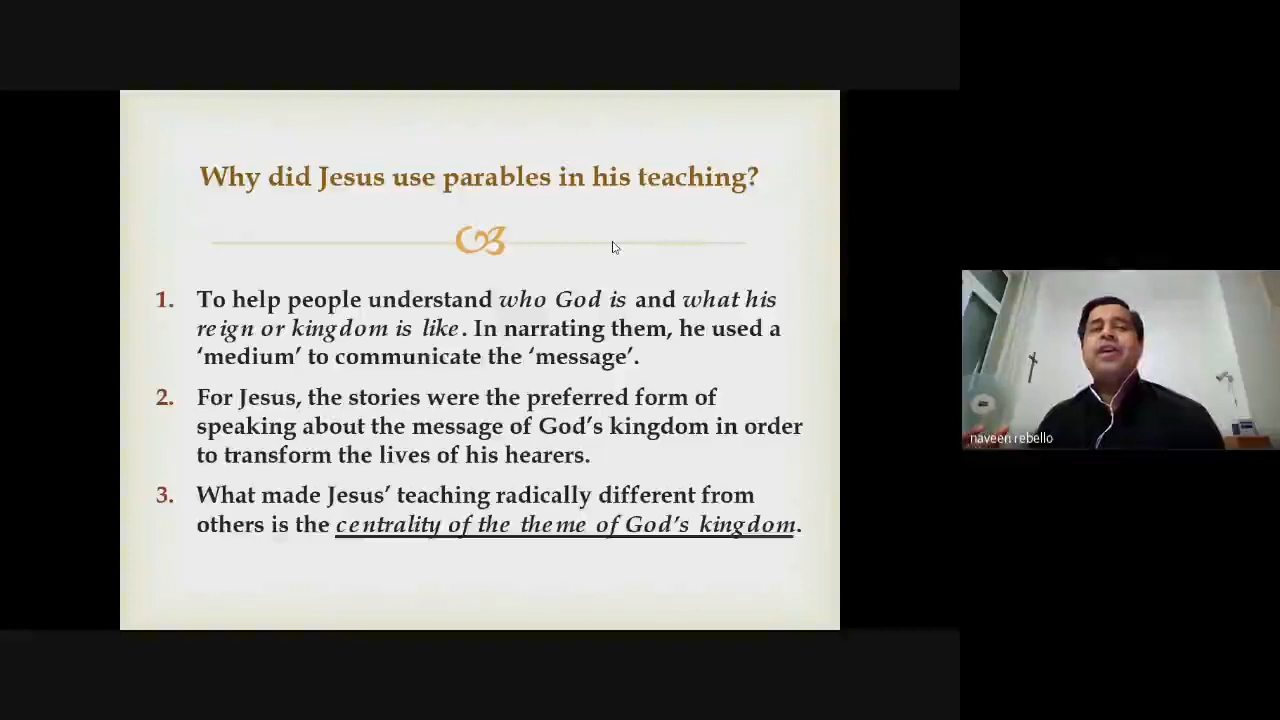 Why did Jesus use parables in his teaching?
1. To help people understand who God is and what his
reign or kingdom is like. In narrating them, he used a
‘medium’ to communicate the ‘message’.
2. For Jesus, the stories were the preferred form of
speaking about the message of God’s kingdom in order
to transform the lives of his hearers.
3. What made Jesus’ teaching radically different from
others is the centrality of the theme of God’s kingdom.
naveen rebello